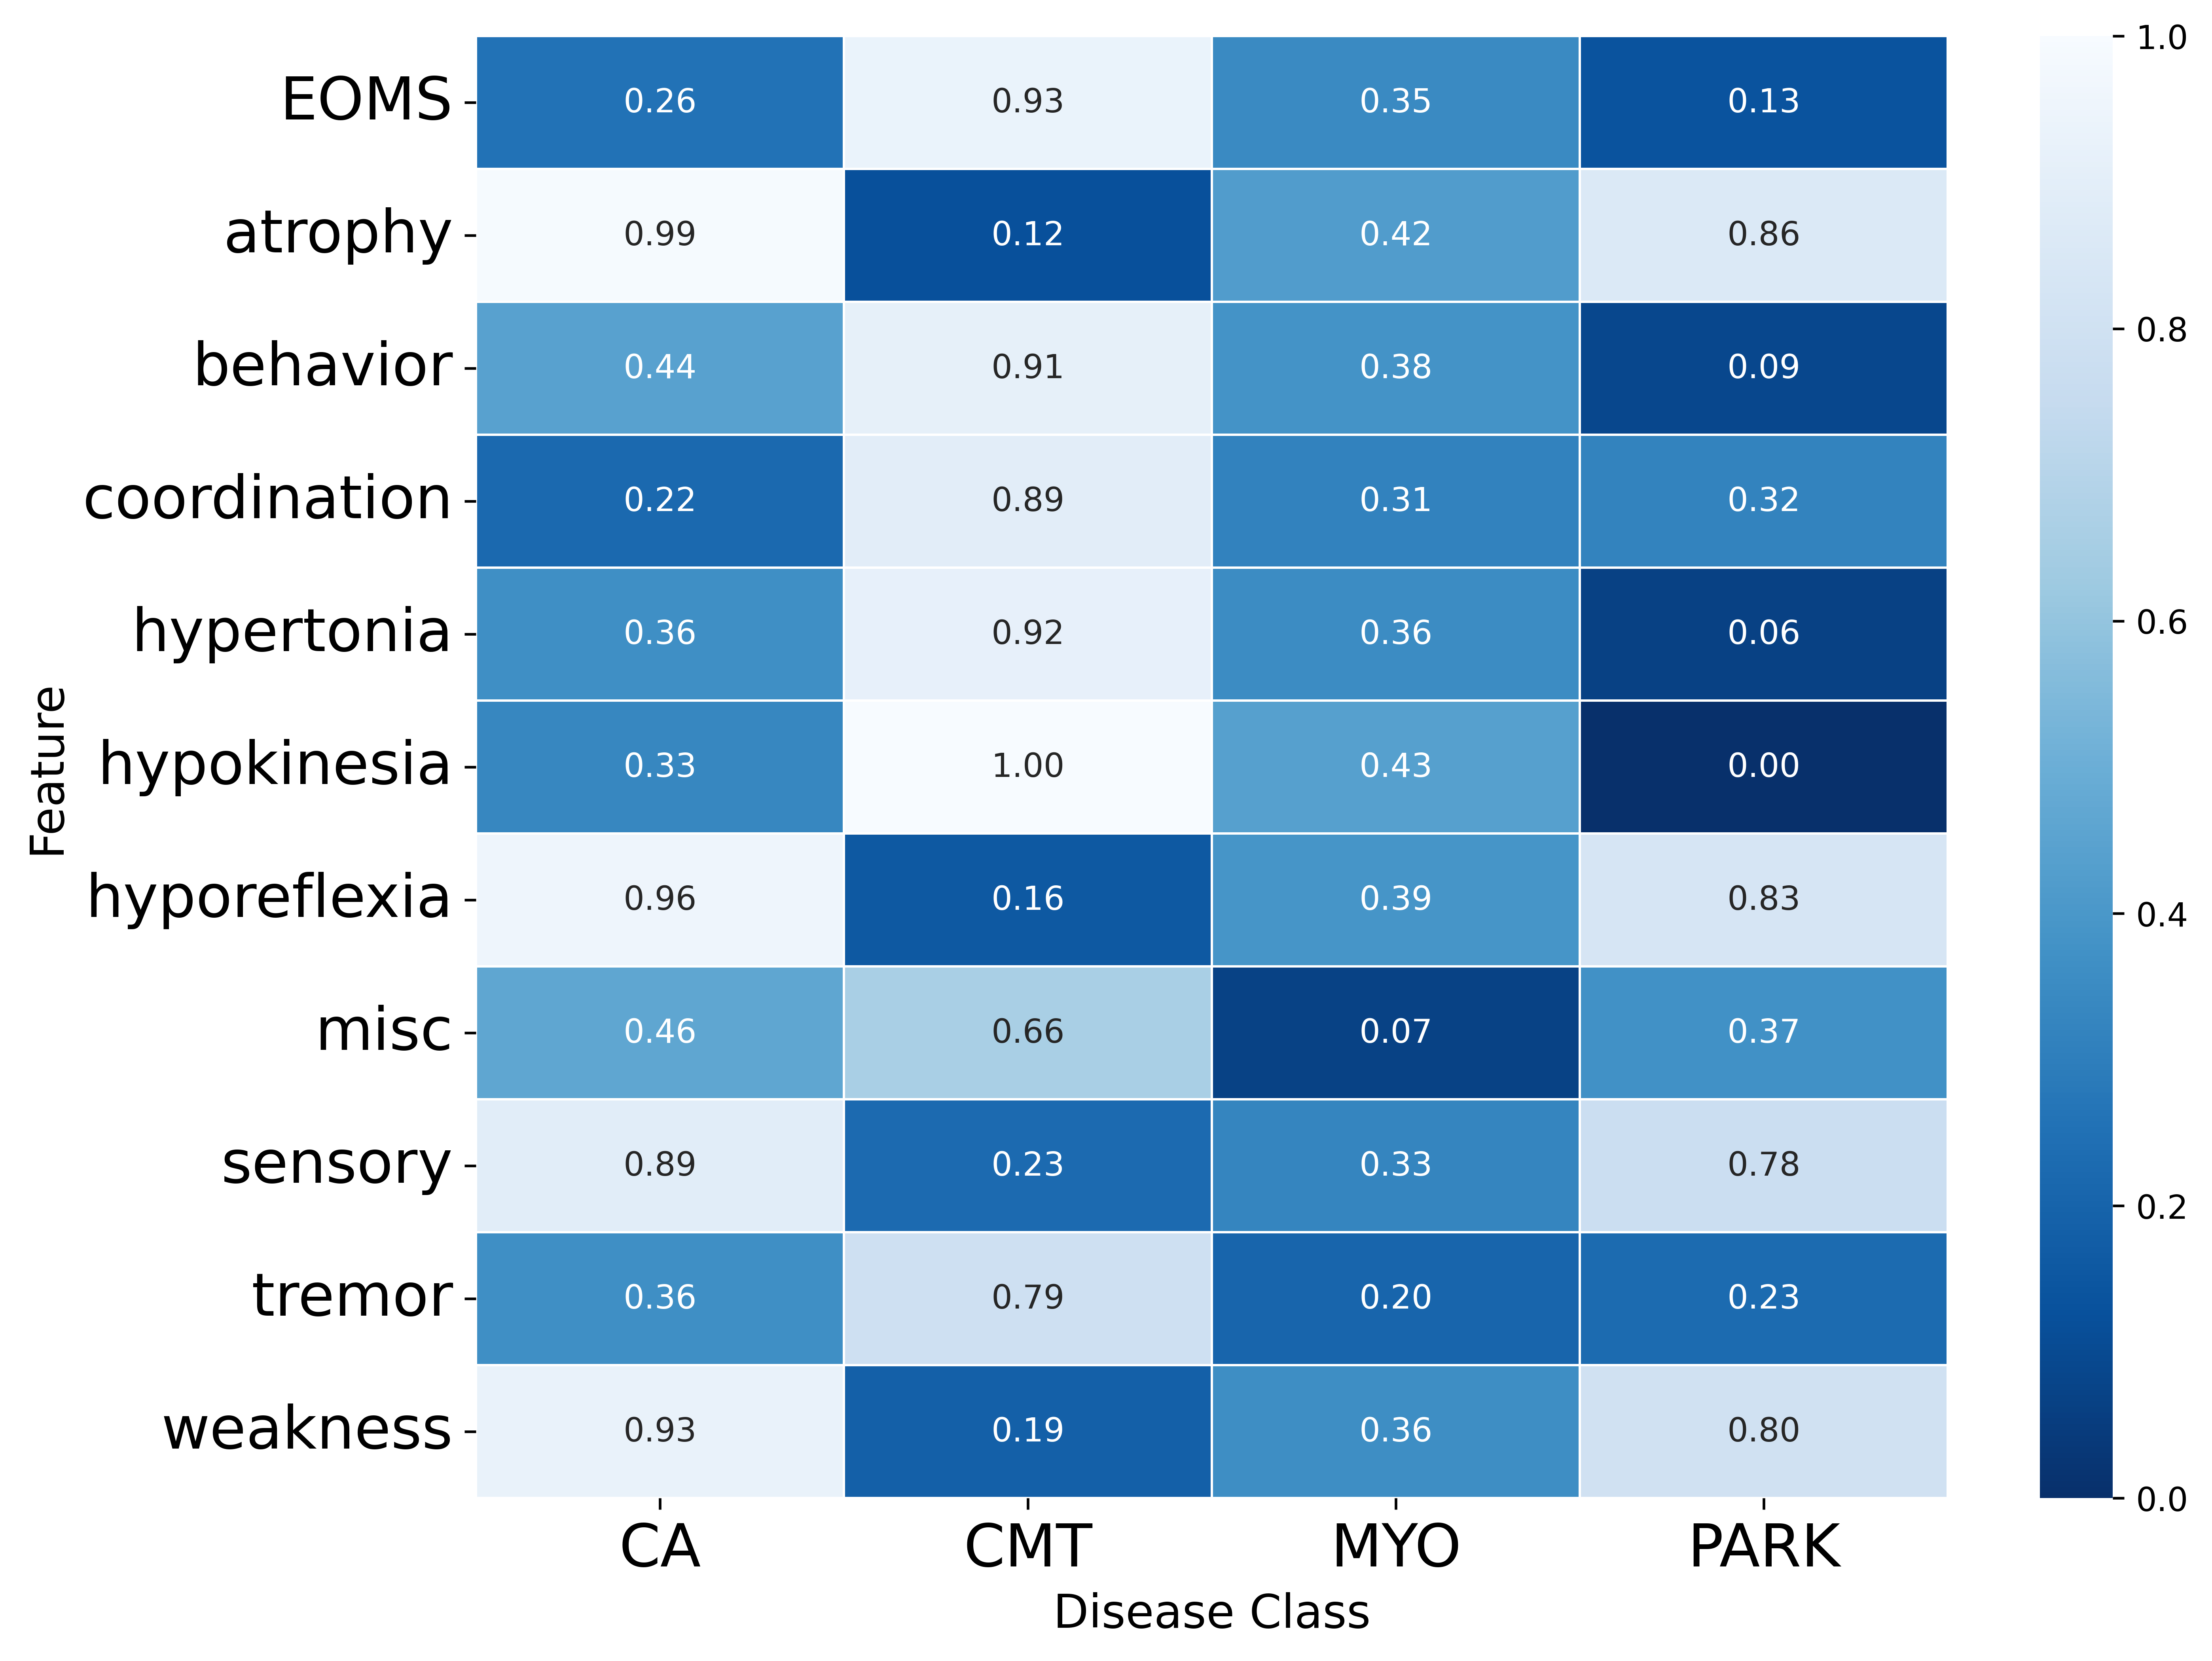 EOMS 0.26 0.93 0.35 0.13
atrophy 0.99 0.12 0.42 0.86
behavior 0.44 0.91 0.38 0.09
coordination 0.22 0.89 0.31 0.32
hypertonia 0.36 0.92 0.36 0.06
hypokinesia 0.33 1.00 0.43 0.00
hyporeflexia 0.96 0.16 0.39 0.83
misc 0.46 0.66 0.07 0.37
sensory 0.89 0.23 0.33 0.78
tremor 0.36 0.79 0.20 0.23
weakness 0.93 0.19 0.36 0.80
CA CMT MYO PARK
Disease Class
Feature
1.0
0.8
0.6
0.4
0.2
0.0